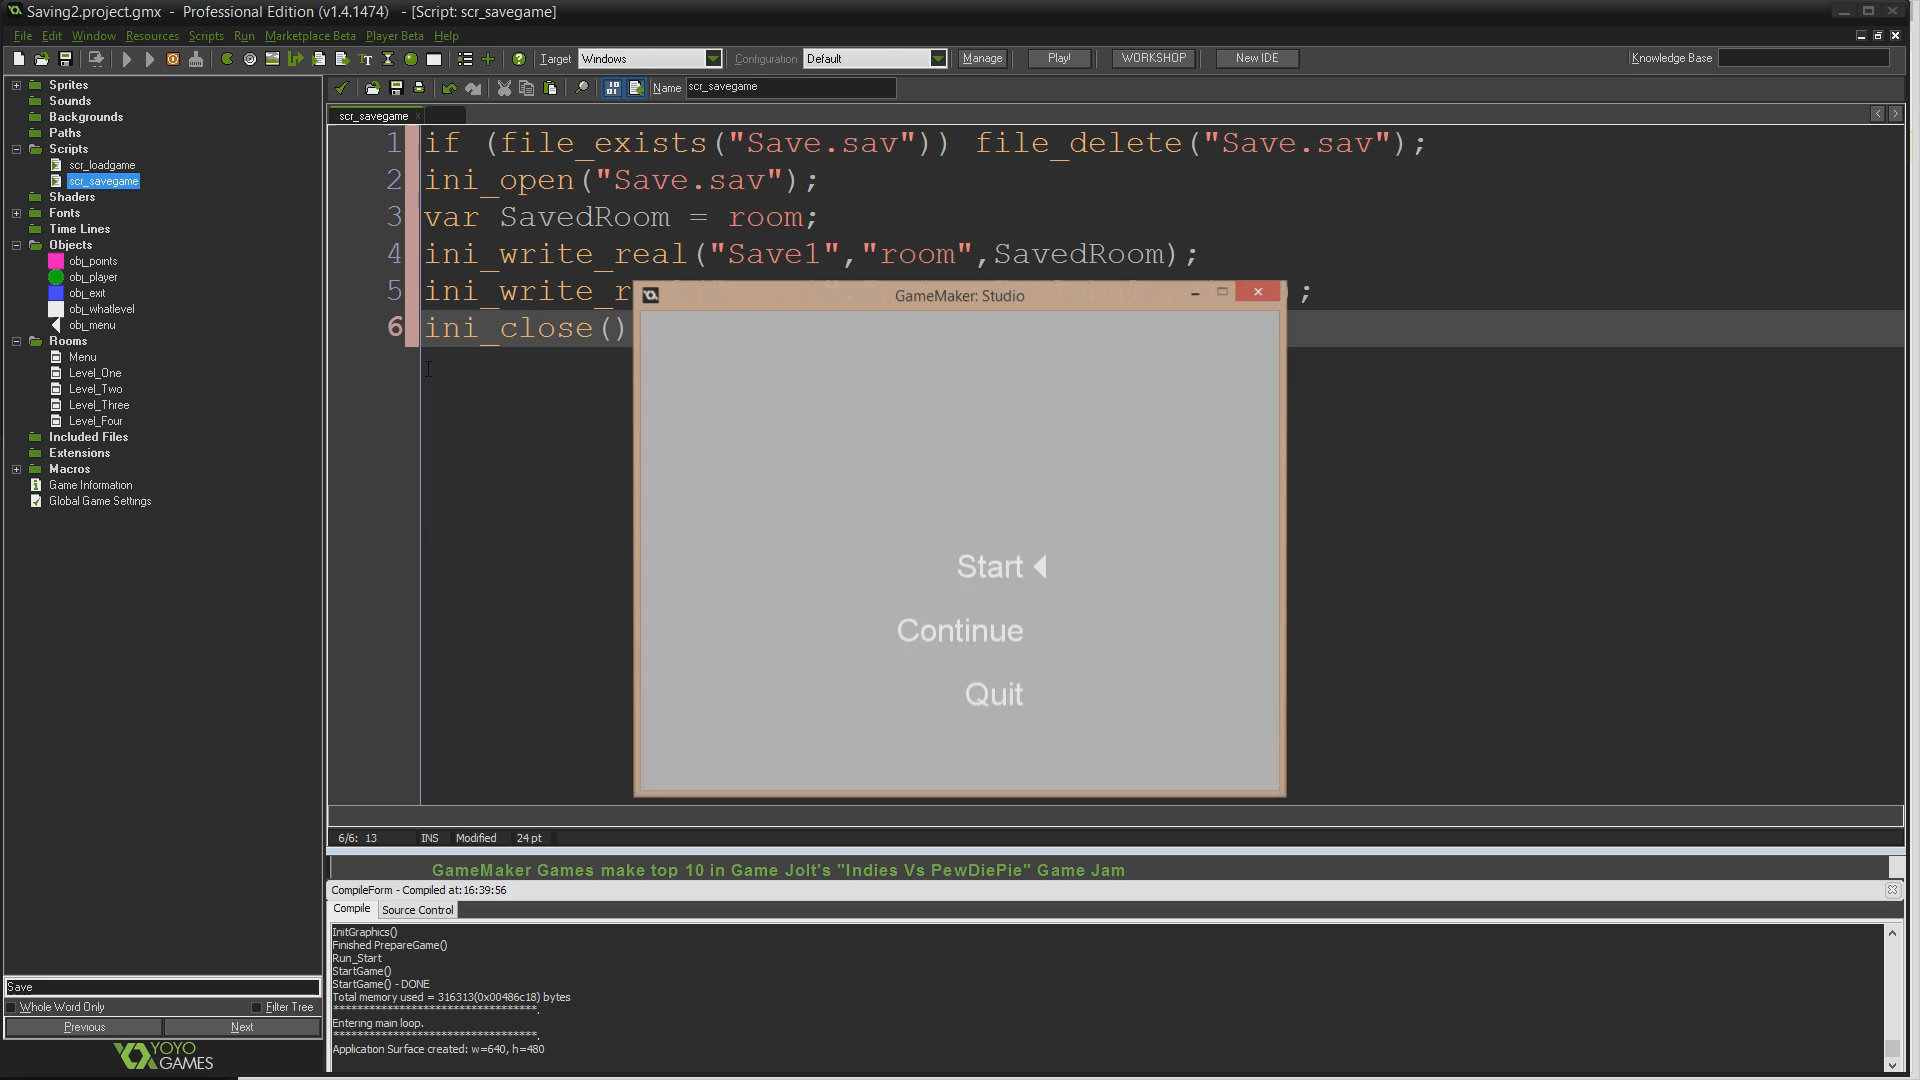 Saving2.project.gmx - Professional Edition (v1.4.1474) - [Script: scr_savegame]
File Edit Window Resources Scripts Run Marketplace Beta Player Beta Help
Target Windows Configuration Default Manage Play! WORKSHOP New IDE Knowledge Base
Name scr_savegame
Sprites
Sounds
Backgrounds
Paths
Scripts
scr_loadgame
scr_savegame
Shaders
Fonts
Time Lines
Objects
obj_points
obj_player
obj_exit
obj_whatlevel
obj_menu
Rooms
Menu
Level_One
Level_Two
Level_Three
Level_Four
Included Files
Extensions
Macros
Game Information
Global Game Settings
Save
Whole Word Only Filter Tree
Previous Next
YOYO
GAMES
scr_savegame
1 if (file_exists("Save.sav")) file_delete("Save.sav");
2 ini_open("Save.sav");
3 var SavedRoom = room;
4 ini_write_real("Save1","room",SavedRoom);
5 ini_write_r ;
6 ini_close()
GameMaker: Studio
Start
Continue
Quit
6/6: 13 INS Modified 24 pt
GameMaker Games make top 10 in Game Jolt's "Indies Vs PewDiePie" Game Jam
CompileForm - Compiled at:16:39:56
Compile Source Control
InitGraphics()
Finished PrepareGame()
Run_Start
StartGame()
StartGame() - DONE
Total memory used = 316313(0x00486c18) bytes
***********************************.
Entering main loop.
***********************************.
Application Surface created: w=640, h=480